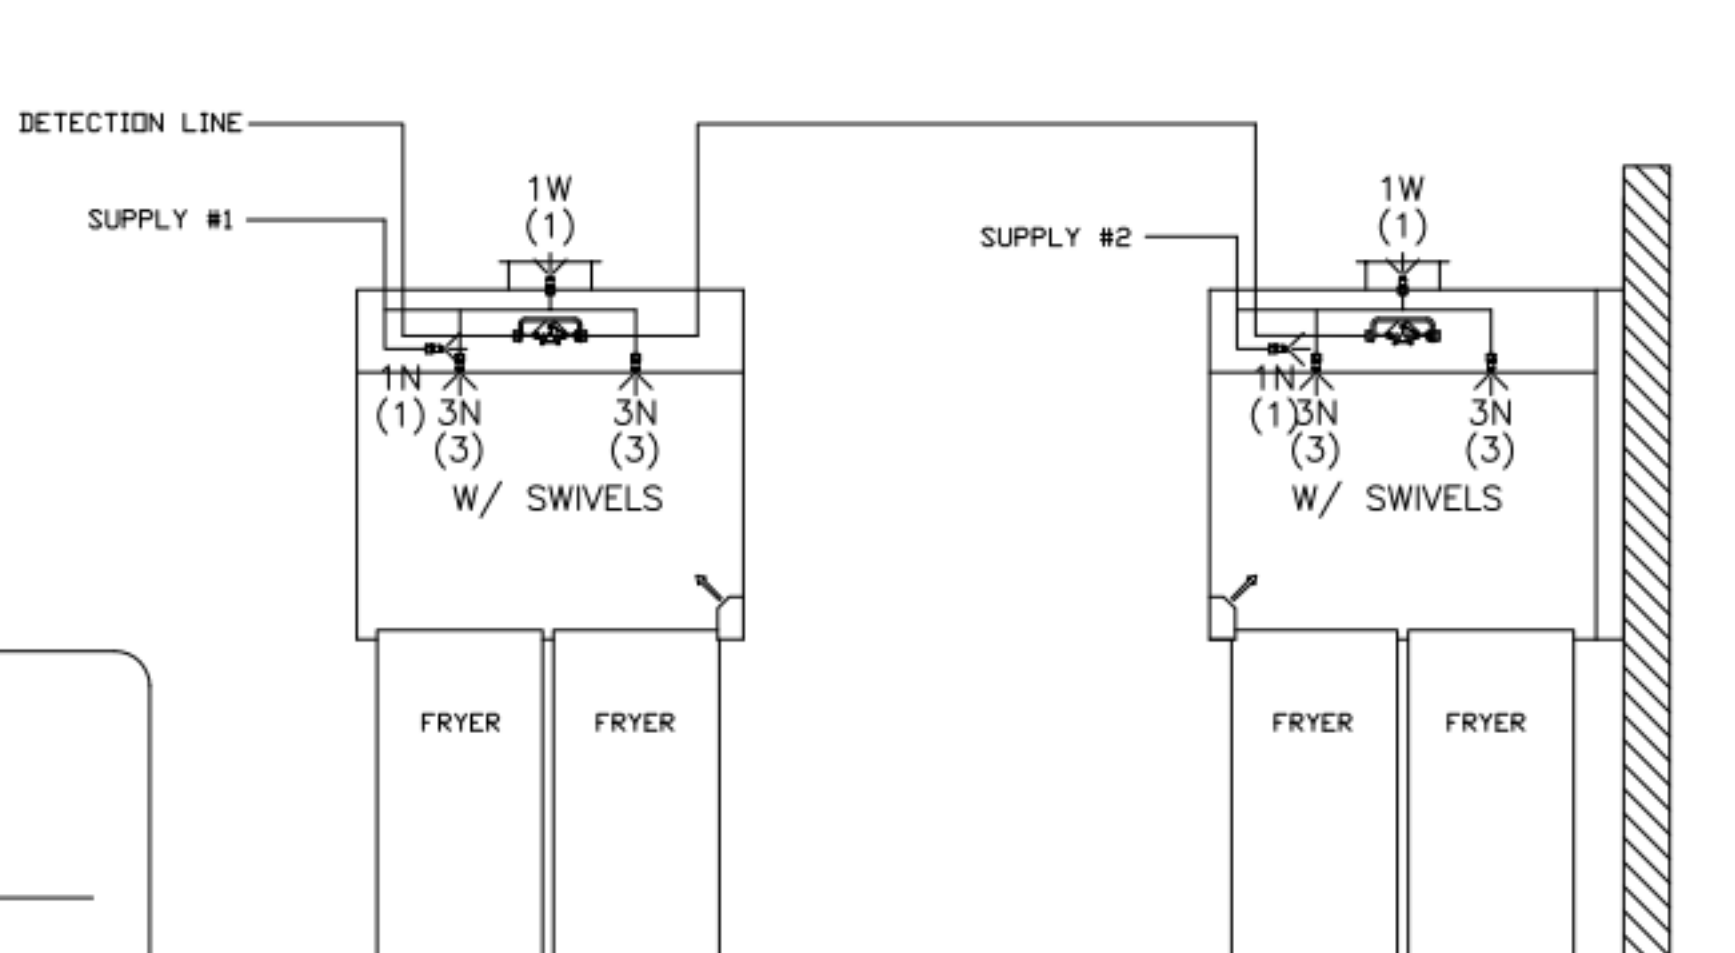 DETECTION LINE
SUPPLY #1
1W
(1)
1N
(1)
3N
(3)
3N
(3)
W/ SWIVELS
FRYER
FRYER
SUPPLY #2
1W
(1)
1N
(1)
3N
(3)
3N
(3)
W/ SWIVELS
FRYER
FRYER